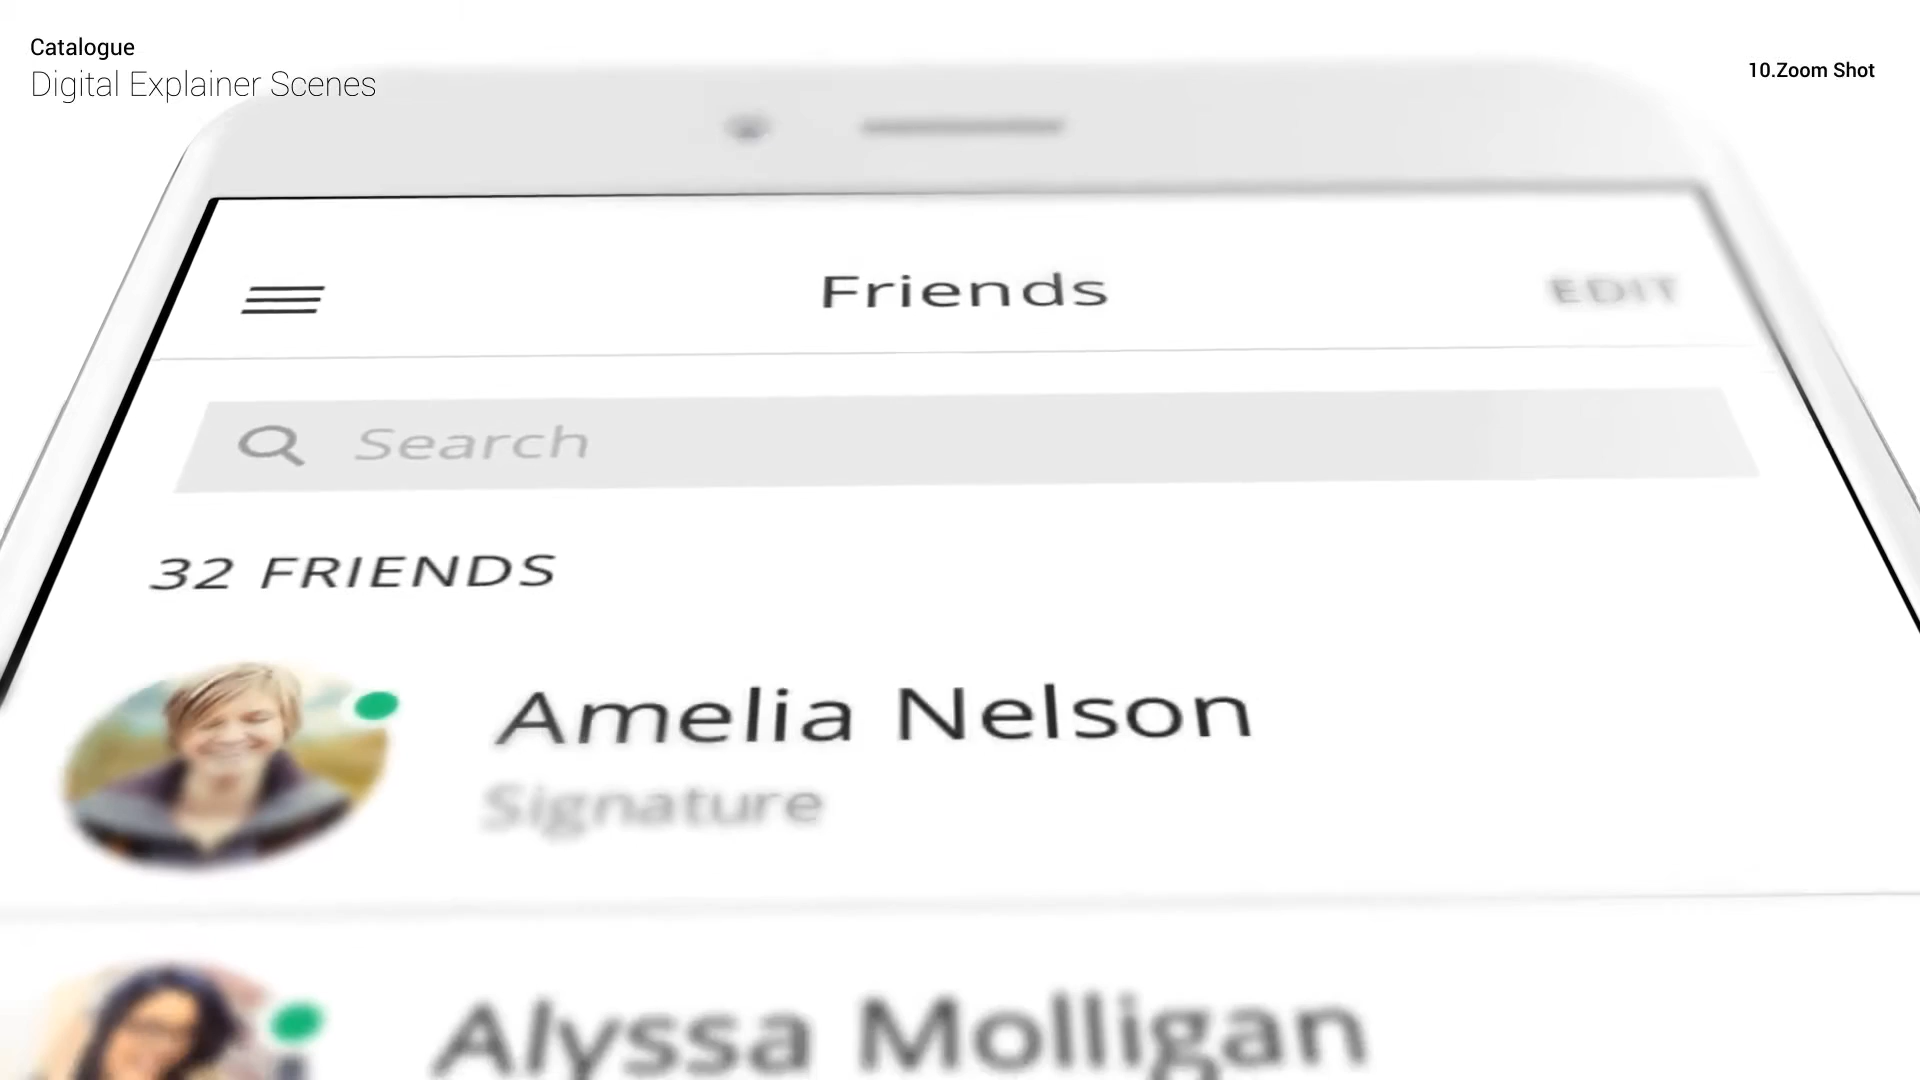 Catalogue
Digital Explainer Scenes
10.Zoom Shot
Friends
EDIT
Search
32 FRIENDS
Amelia Nelson
Signature
Alyssa Molligan